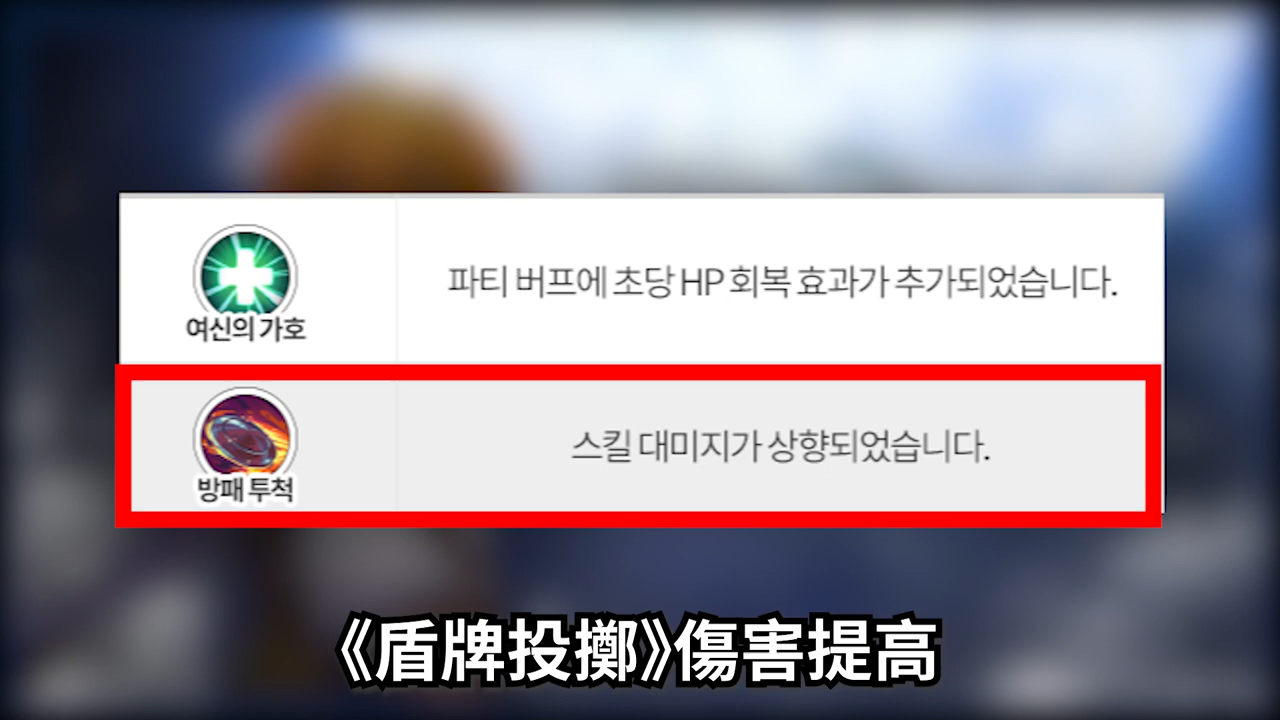 파티 버프에 초당 HP 회복 효과가 추가되었습니다.
여신의 가호
스킬 대미지가 상향되었습니다.
방패 투척
《盾牌投擲》傷害提高